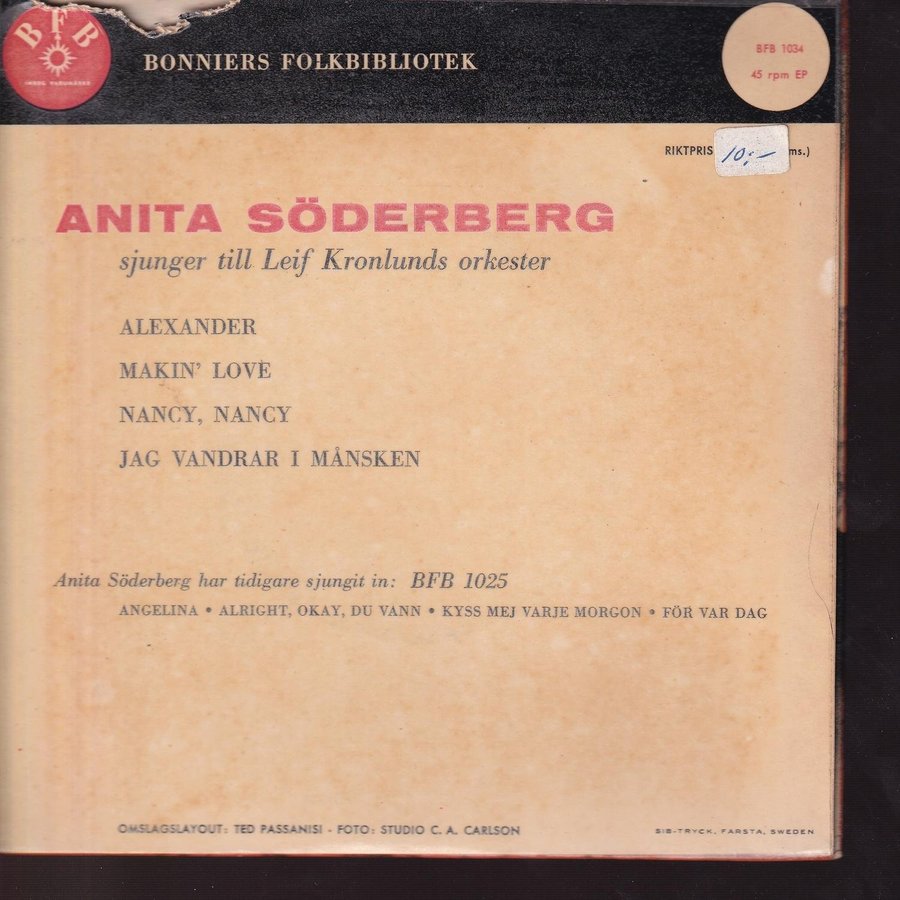 BFB
BONNIERS FOLKBIBLIOTEK
BFB 1034
45 rpm EP
RIKTPRIS 10:- ms.)
ANITA SÖDERBERG
sjunger till Leif Kronlunds orkester
ALEXANDER
MAKIN' LOVE
NANCY, NANCY
JAG VANDRAR I MÅNSKEN
Anita Söderberg har tidigare sjungit in: BFB 1025
ANGELINA • ALRIGHT, OKAY, DU VANN • KYSS MEJ VARJE MORGON • FÖR VAR DAG
OMSLAGSLAYOUT: TED PASSANISI - FOTO: STUDIO C. A. CARLSON
SIB-TRYCK, FARSTA, SWEDEN